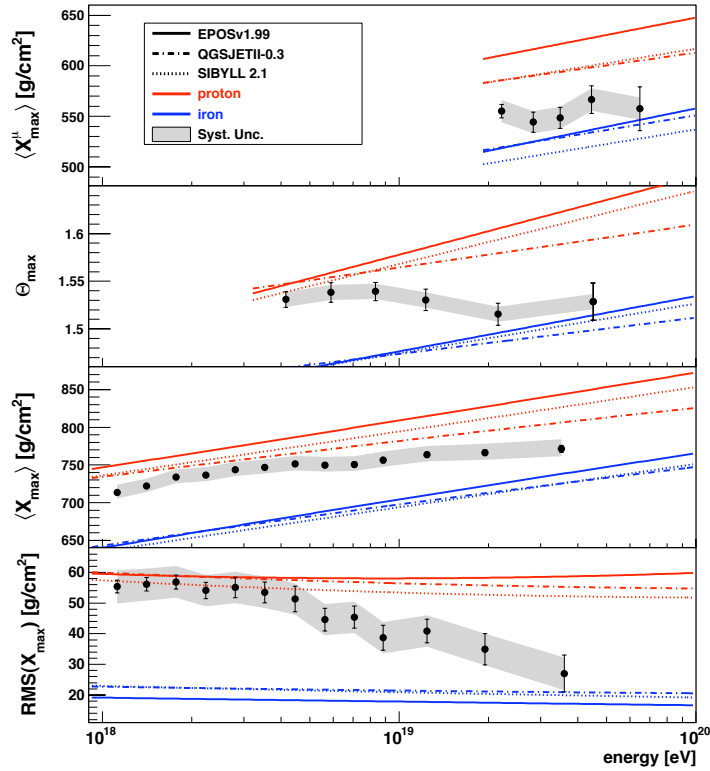 EPOSv1.99
QGSJETII-0.3
SIBYLL 2.1
proton
iron
Syst. Unc.
⟨X^μ_max⟩ [g/cm²]
650
600
550
500
Θ_max
1.6
1.55
1.5
⟨X_max⟩ [g/cm²]
850
800
750
700
650
RMS(X_max) [g/cm²]
60
50
40
30
20
10^18
10^19
10^20
energy [eV]